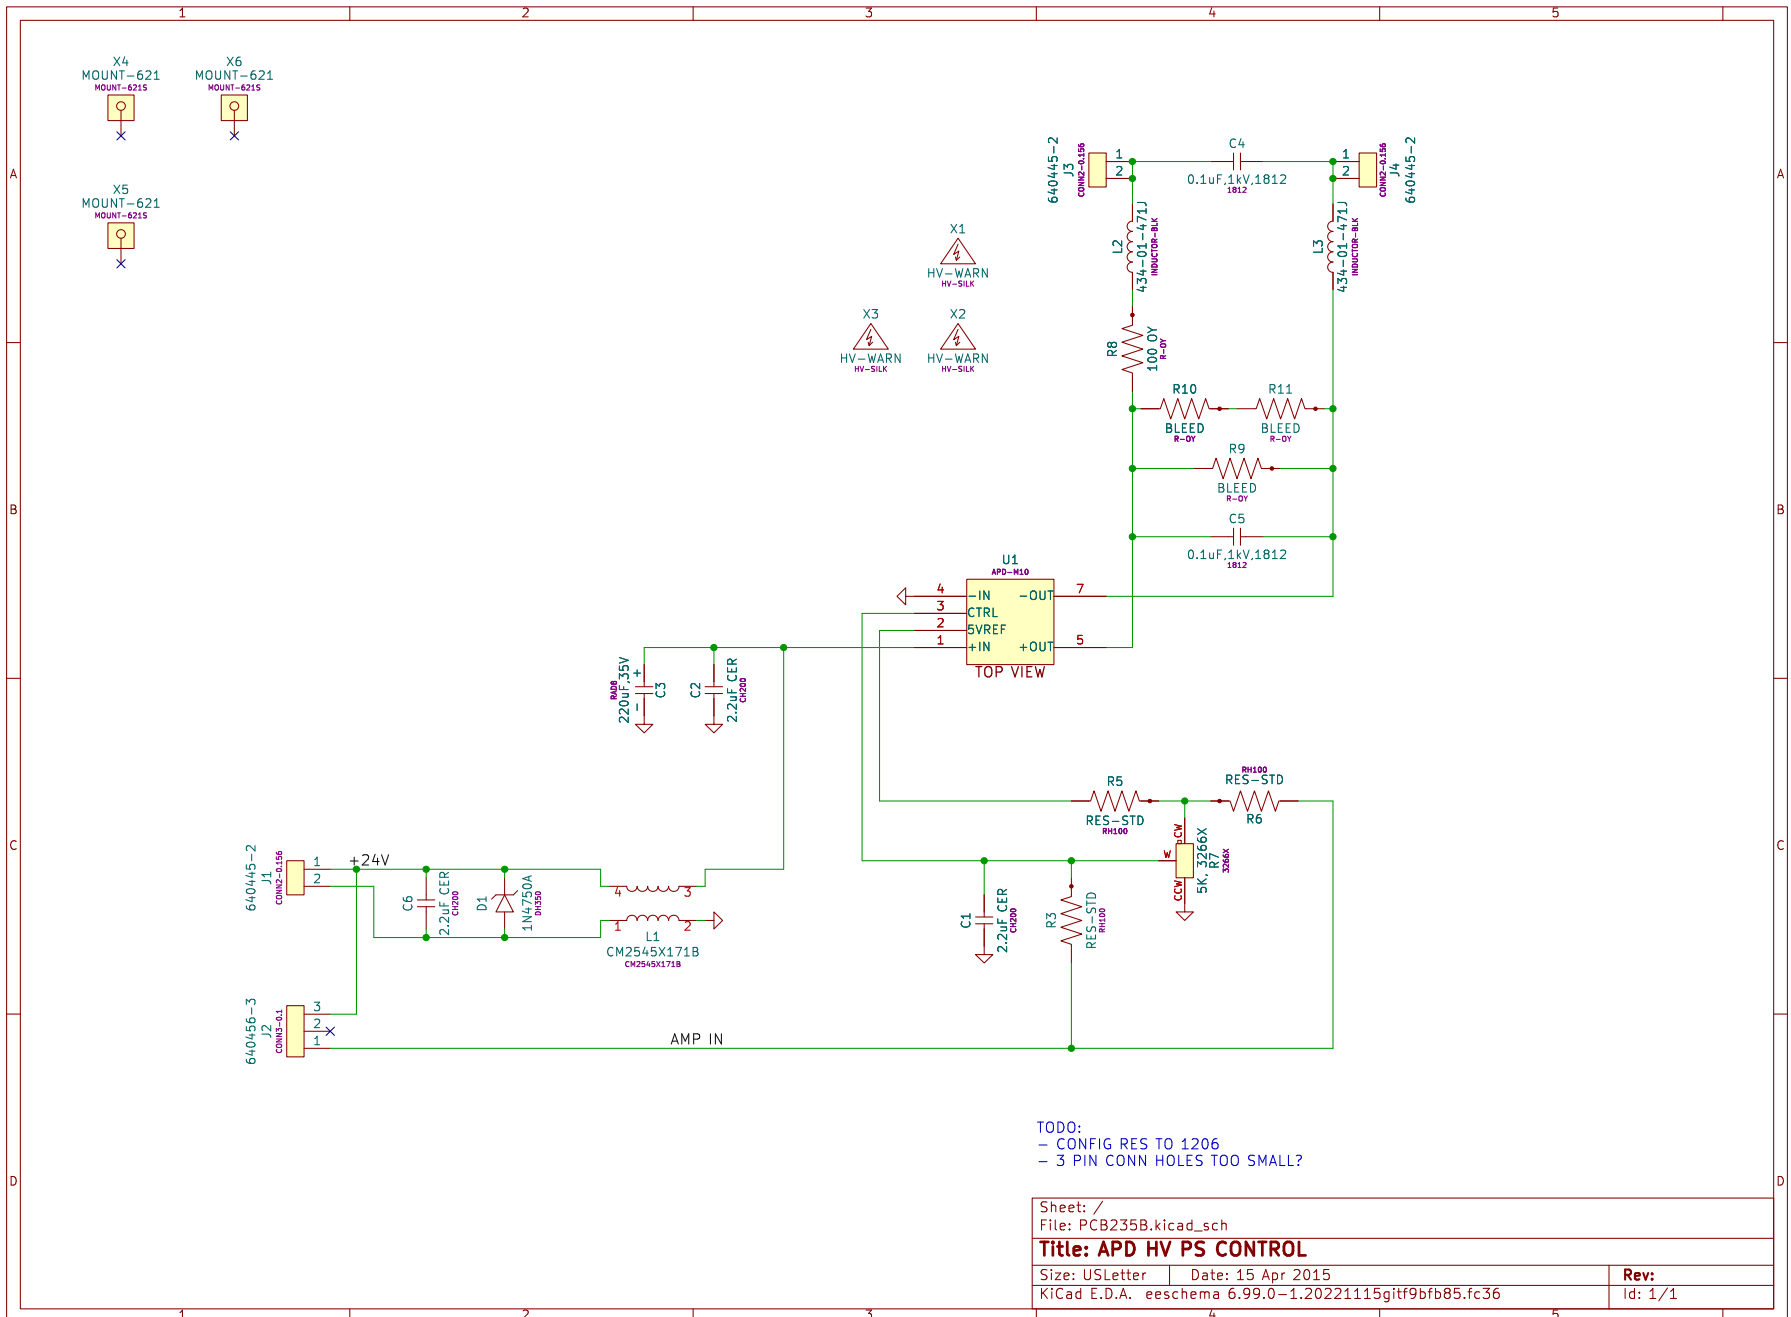 1 2 3 4 5
A
B
C
D
A
B
C
D
X4
MOUNT-621
MOUNT-621S
X6
MOUNT-621
MOUNT-621S
X5
MOUNT-621
MOUNT-621S
X1
HV-WARN
HV-SILK
X3
HV-WARN
HV-SILK
X2
HV-WARN
HV-SILK
640445-2
J3
CONN2-0.156
1
2
C4
0.1uF,1kV,1812
1812
1
2
CONN2-0.156
J4
640445-2
L2
434-01-471J
INDUCTOR-BLK
L3
434-01-471J
INDUCTOR-BLK
R8
100 OY
R-OY
R10
BLEED
R-OY
R11
BLEED
R-OY
R9
BLEED
R-OY
C5
0.1uF,1kV,1812
1812
U1
APD-M10
4 -IN -OUT 7
3 CTRL
2 5VREF
1 +IN +OUT 5
TOP VIEW
RAD8
220uF,35V
+
-
C3
C2
2.2uF CER
CH200
R5
RES-STD
RH100
RH100
RES-STD
R6
CW
W
CCW
5K, 3266X
R7
3266X
C1
2.2uF CER
CH200
R3
RES-STD
RH100
640445-2
J1
CONN2-0.156
1
2
+24V
C6
2.2uF CER
CH200
D1
1N4750A
DH350
4 3
1 2
L1
CM2545X171B
CM2545X171B
640456-3
J2
CONN3-0.1
3
2
1
AMP IN
TODO:
- CONFIG RES TO 1206
- 3 PIN CONN HOLES TOO SMALL?
Sheet: /
File: PCB235B.kicad_sch
Title: APD HV PS CONTROL
Size: USLetter Date: 15 Apr 2015 Rev:
KiCad E.D.A. eeschema 6.99.0-1.20221115gitf9bfb85.fc36 Id: 1/1
1 2 3 4 5